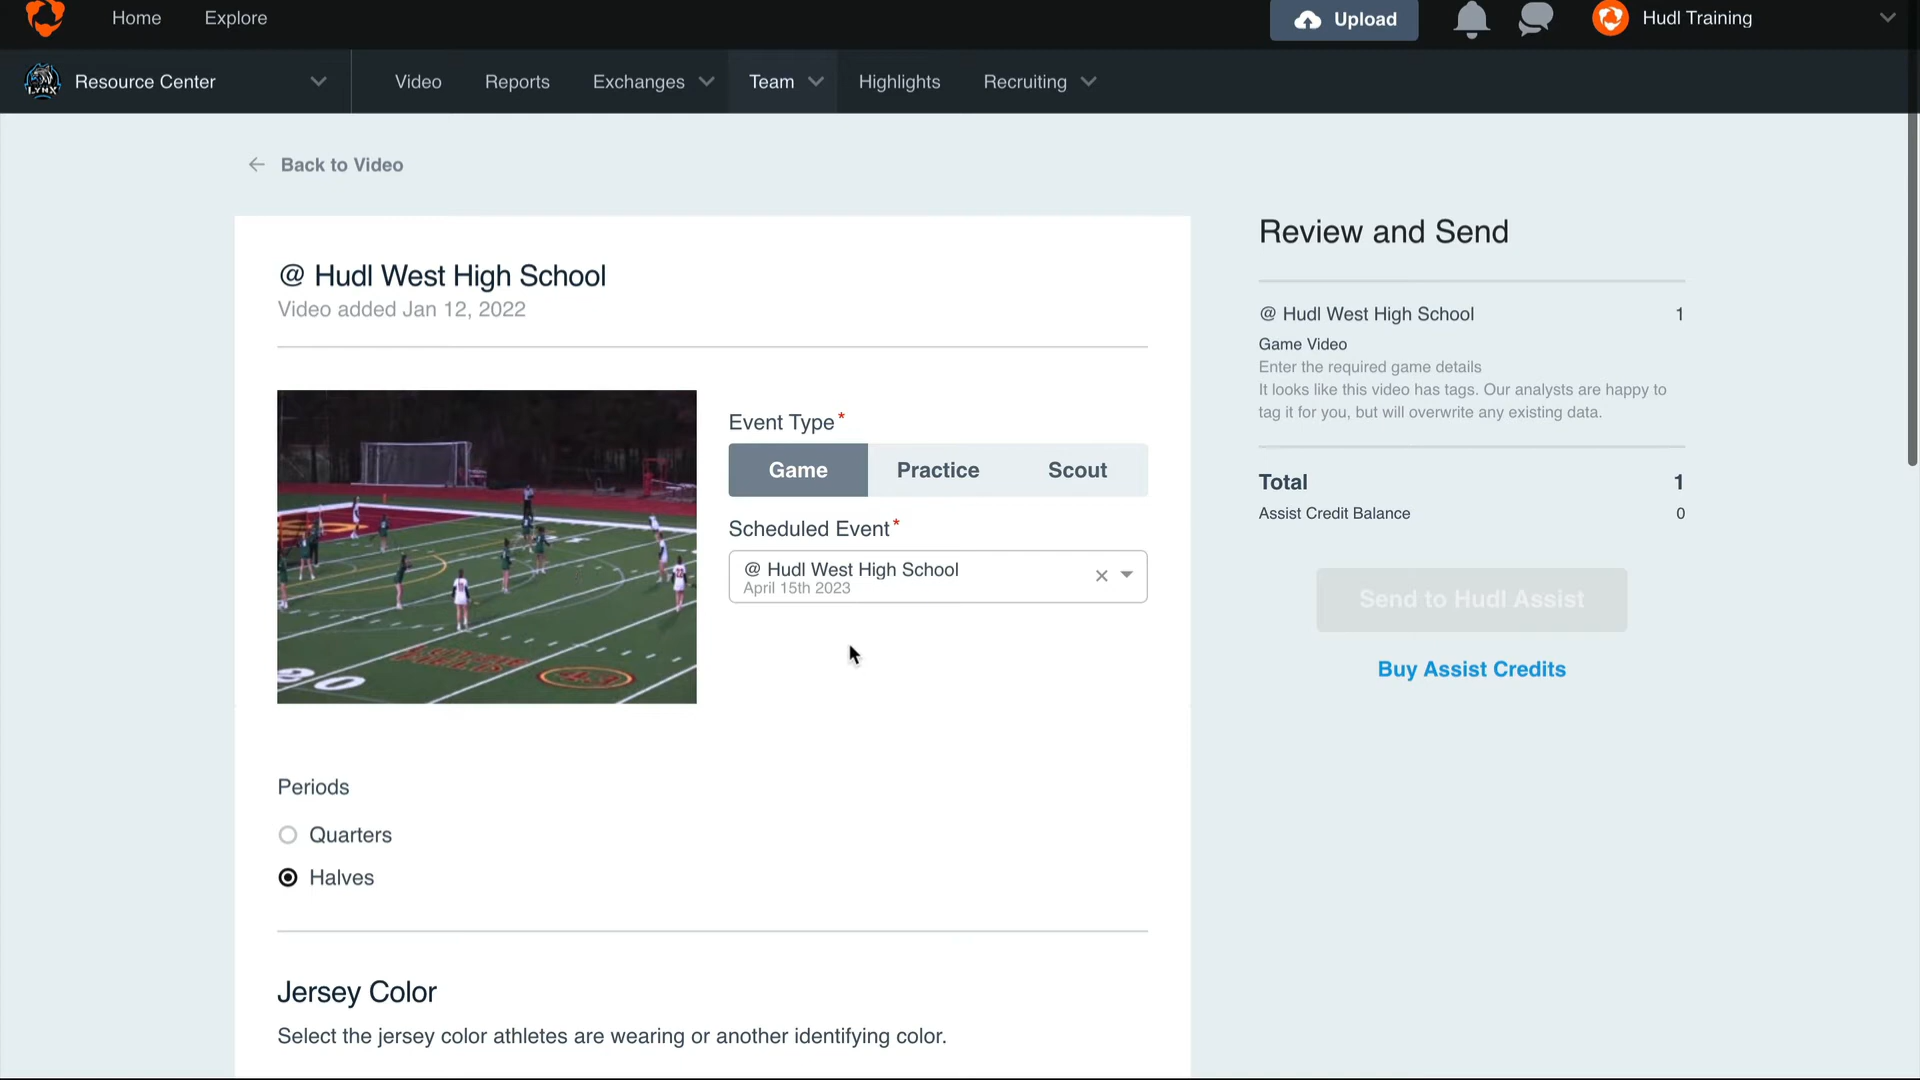 Home
Explore
Upload
Hudl Training
LYNX
Resource Center
Video
Reports
Exchanges
Team
Highlights
Recruiting
Back to Video
@ Hudl West High School
Video added Jan 12, 2022
Event Type*
Game
Practice
Scout
Scheduled Event*
@ Hudl West High School
April 15th 2023
Periods
Quarters
Halves
Jersey Color
Select the jersey color athletes are wearing or another identifying color.
Review and Send
@ Hudl West High School 1
Game Video
Enter the required game details
It looks like this video has tags. Our analysts are happy to
tag it for you, but will overwrite any existing data.
Total 1
Assist Credit Balance 0
Send to Hudl Assist
Buy Assist Credits